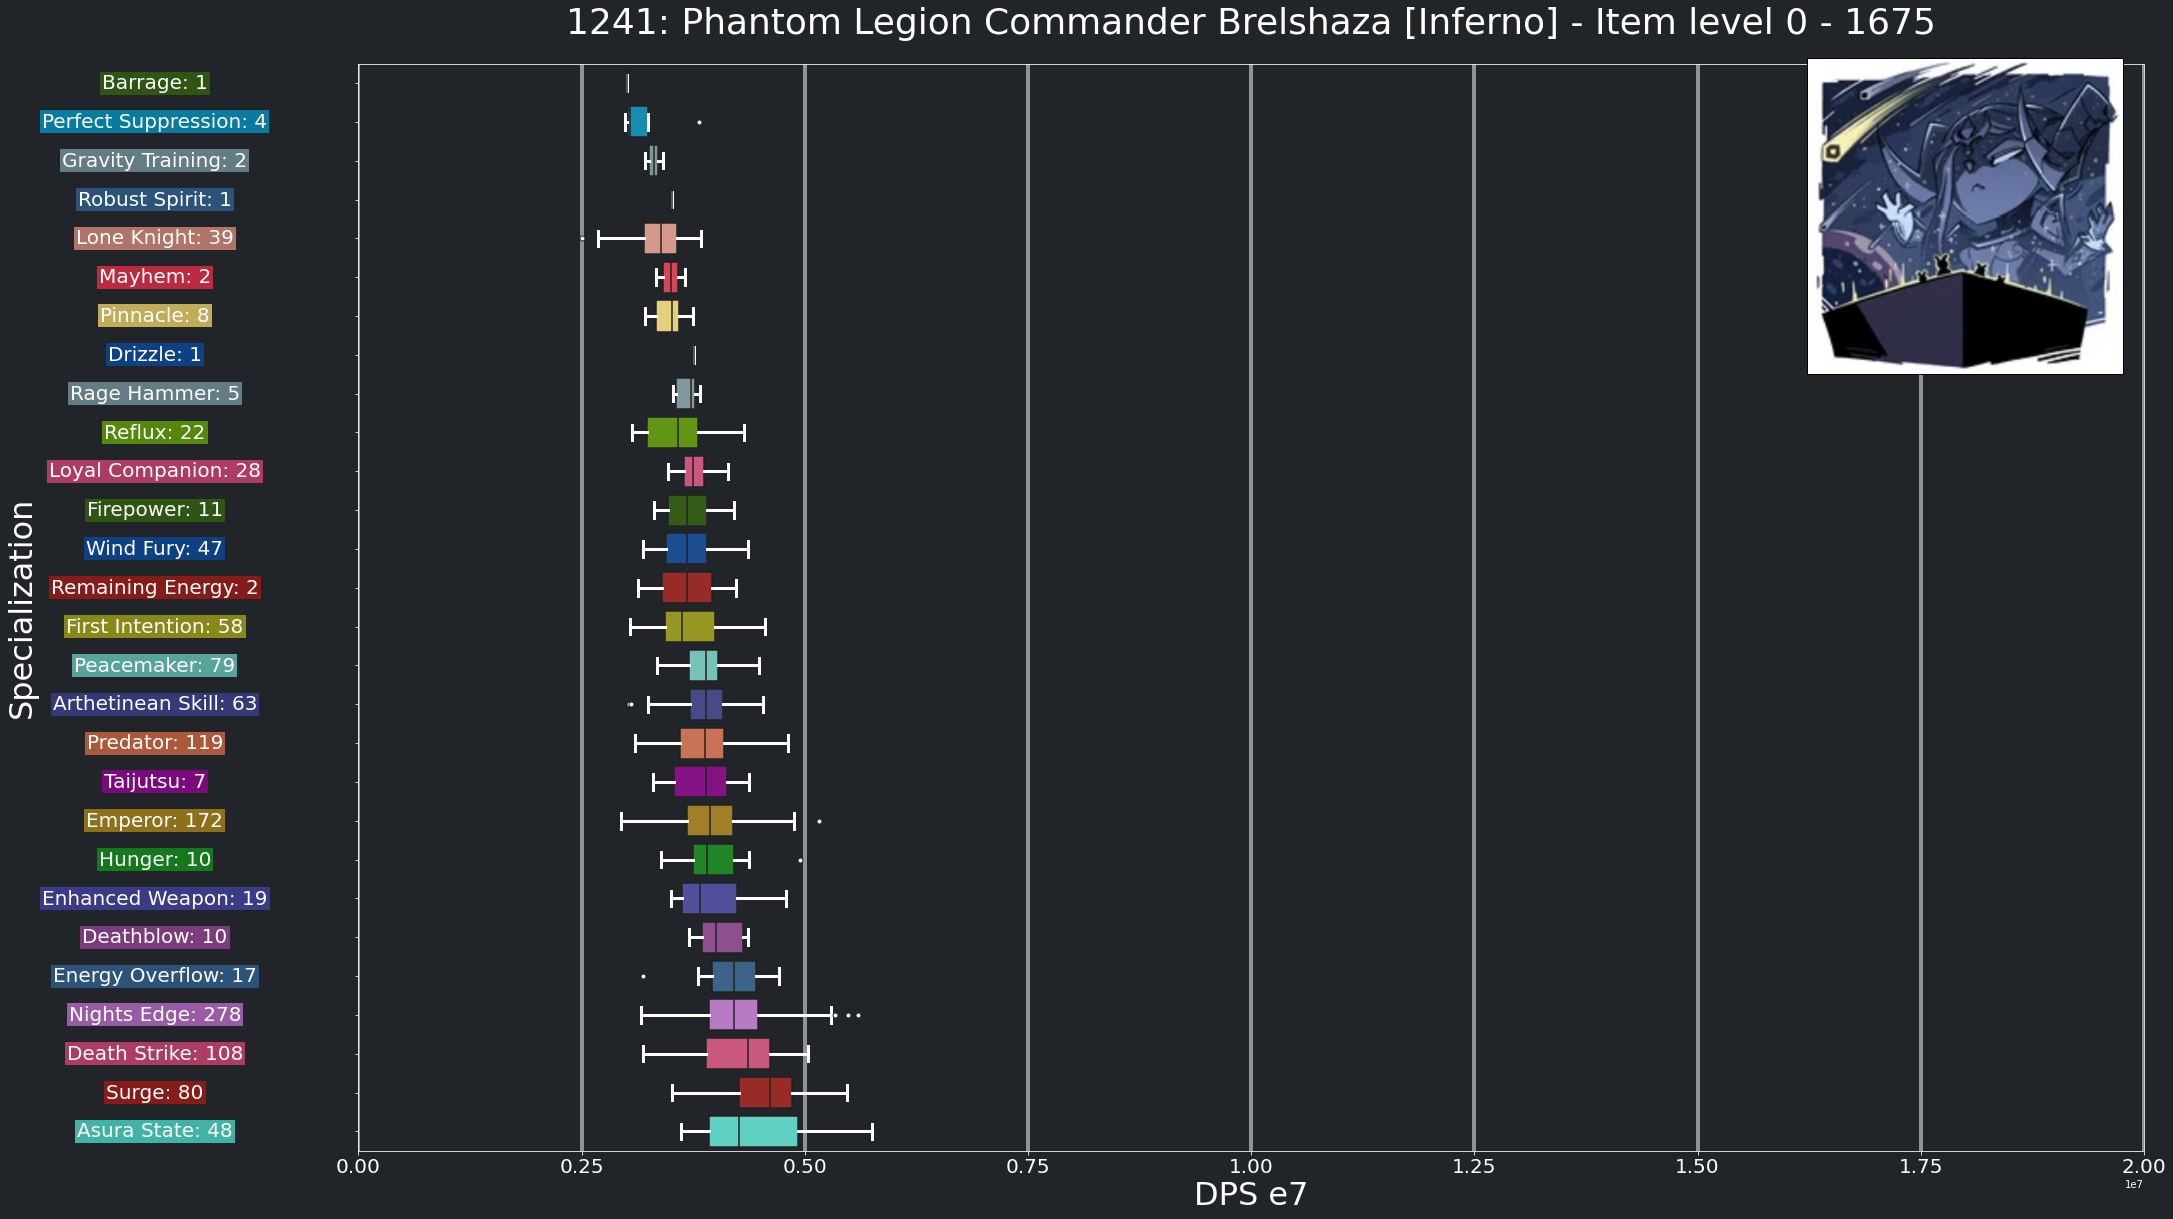 1241: Phantom Legion Commander Brelshaza [Inferno] - Item level 0 - 1675
Specialization
Barrage: 1
Perfect Suppression: 4
Gravity Training: 2
Robust Spirit: 1
Lone Knight: 39
Mayhem: 2
Pinnacle: 8
Drizzle: 1
Rage Hammer: 5
Reflux: 22
Loyal Companion: 28
Firepower: 11
Wind Fury: 47
Remaining Energy: 2
First Intention: 58
Peacemaker: 79
Arthetinean Skill: 63
Predator: 119
Taijutsu: 7
Emperor: 172
Hunger: 10
Enhanced Weapon: 19
Deathblow: 10
Energy Overflow: 17
Nights Edge: 278
Death Strike: 108
Surge: 80
Asura State: 48
0.00 0.25 0.50 0.75 1.00 1.25 1.50 1.75 2.00
1e7
DPS e7